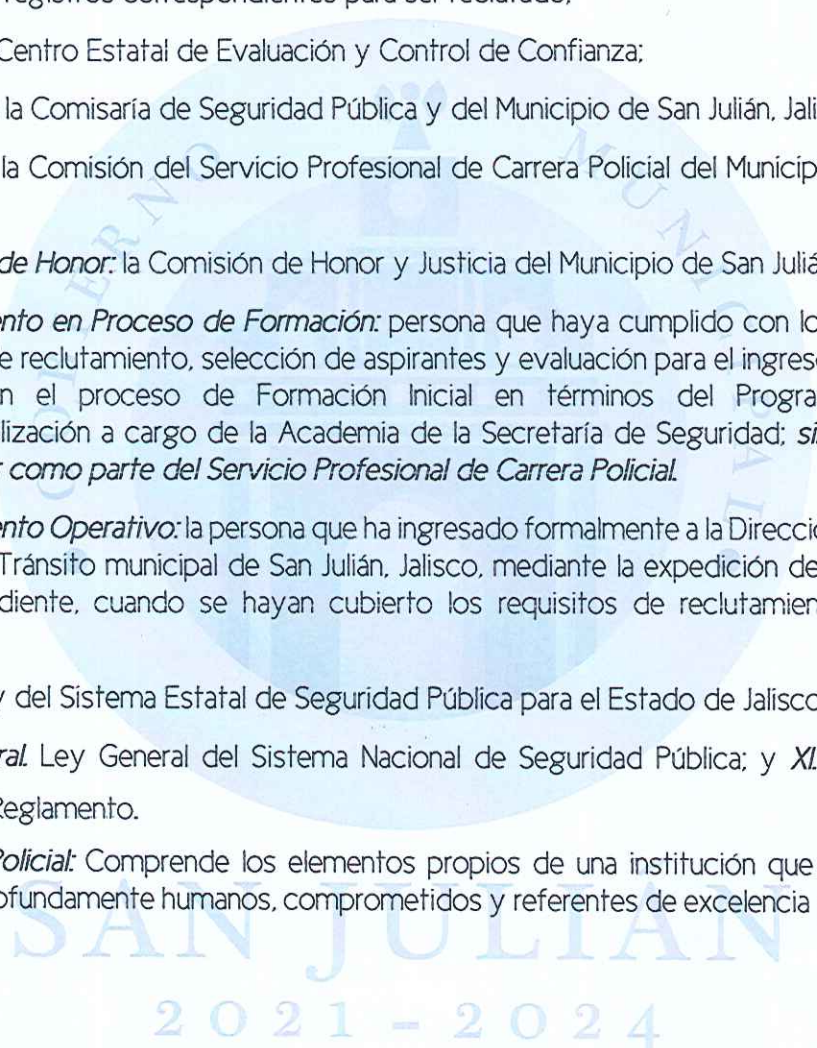 registros correspondientes para ser reclutado;
Centro Estatal de Evaluación y Control de Confianza;
la Comisaría de Seguridad Pública y del Municipio de San Julián, Jali
la Comisión del Servicio Profesional de Carrera Policial del Municip
de Honor: la Comisión de Honor y Justicia del Municipio de San Juliá
ento en Proceso de Formación: persona que haya cumplido con lo
e reclutamiento, selección de aspirantes y evaluación para el ingres
n el proceso de Formación Inicial en términos del Progra
lización a cargo de la Academia de la Secretaría de Seguridad; si
como parte del Servicio Profesional de Carrera Policial.
ento Operativo: la persona que ha ingresado formalmente a la Direcci
Tránsito municipal de San Julián, Jalisco, mediante la expedición de
diente, cuando se hayan cubierto los requisitos de reclutamien
y del Sistema Estatal de Seguridad Pública para el Estado de Jalisco
ral. Ley General del Sistema Nacional de Seguridad Pública; y XI.
Reglamento.
Policial: Comprende los elementos propios de una institución que
ofundamente humanos, comprometidos y referentes de excelencia
GOBIERNO MUNICIPAL
SAN JULIÁN
2021 - 2024